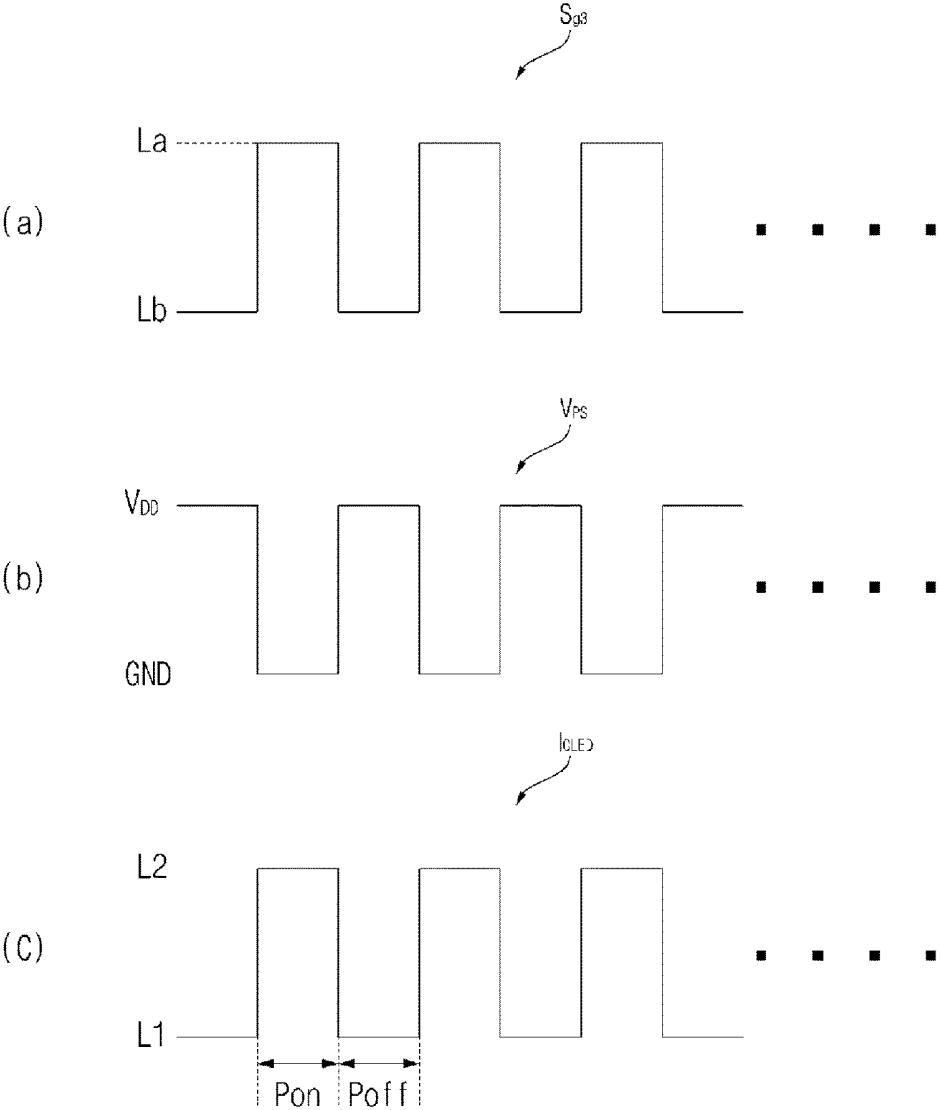 Sg3
La
(a)
Lb
VPS
VDD
(b)
GND
IOLED
L2
(C)
L1
Pon Poff